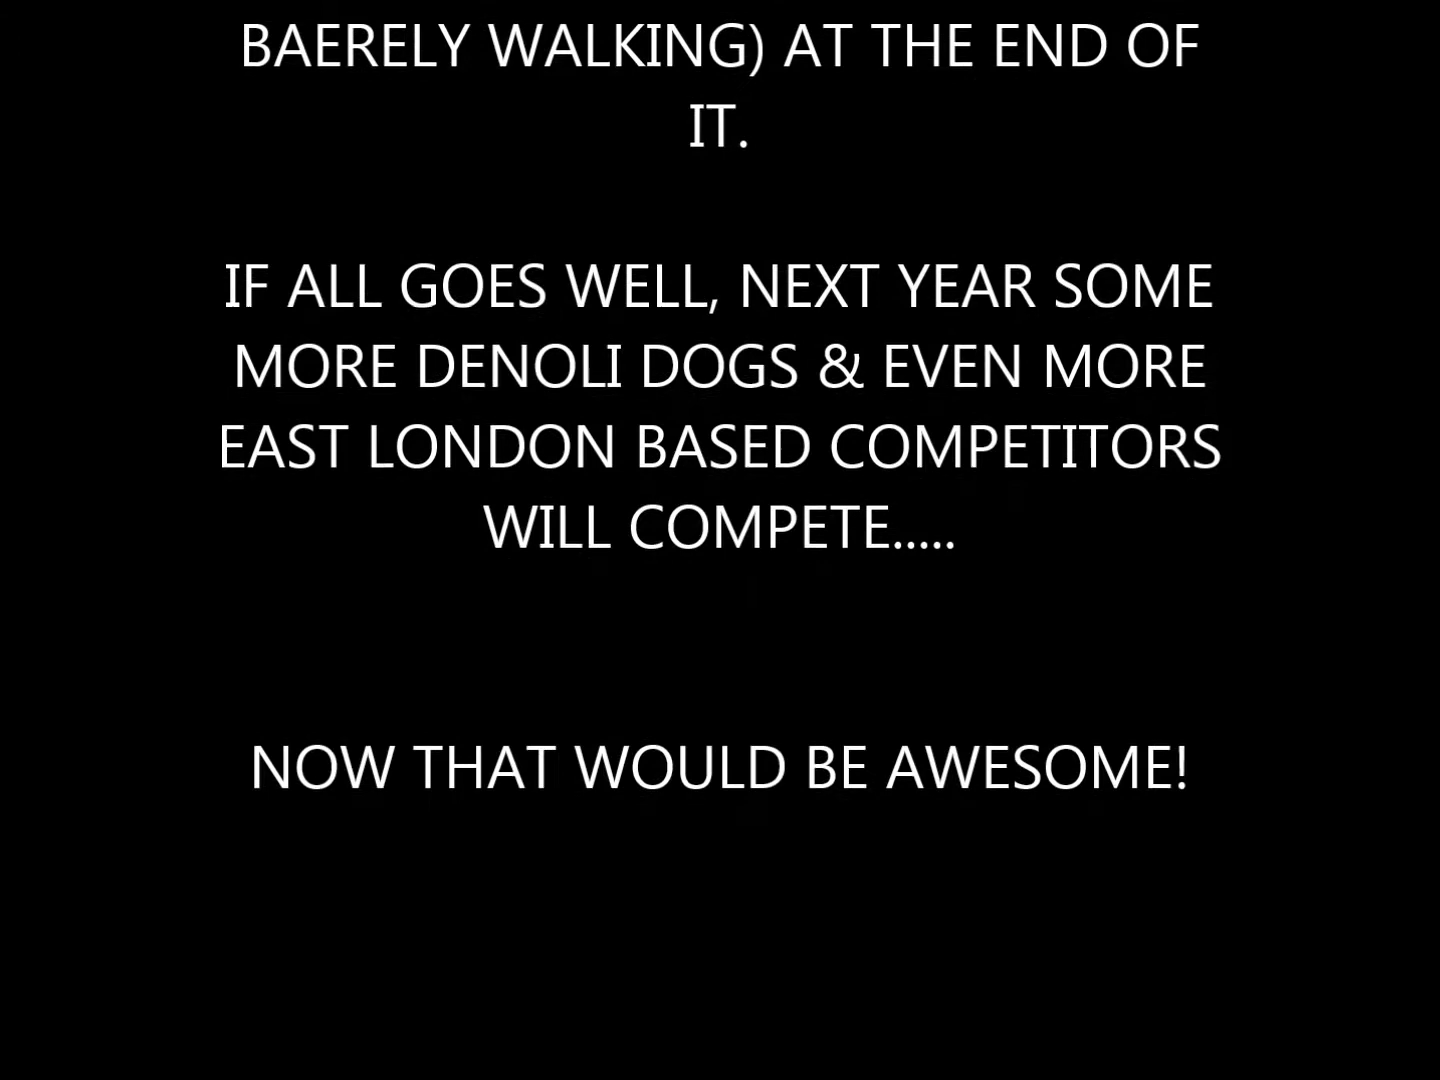 BAERELY WALKING) AT THE END OF
IT.
IF ALL GOES WELL, NEXT YEAR SOME
MORE DENOLI DOGS & EVEN MORE
EAST LONDON BASED COMPETITORS
WILL COMPETE.....
NOW THAT WOULD BE AWESOME!